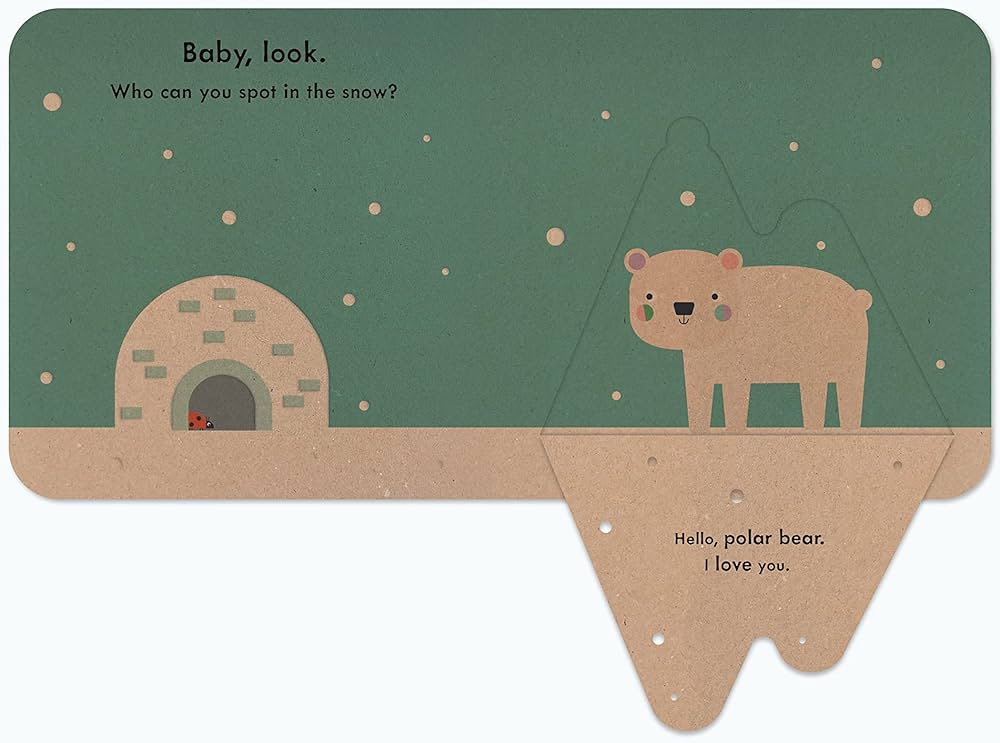 Baby, look.
Who can you spot in the snow?
Hello, polar bear.
I love you.